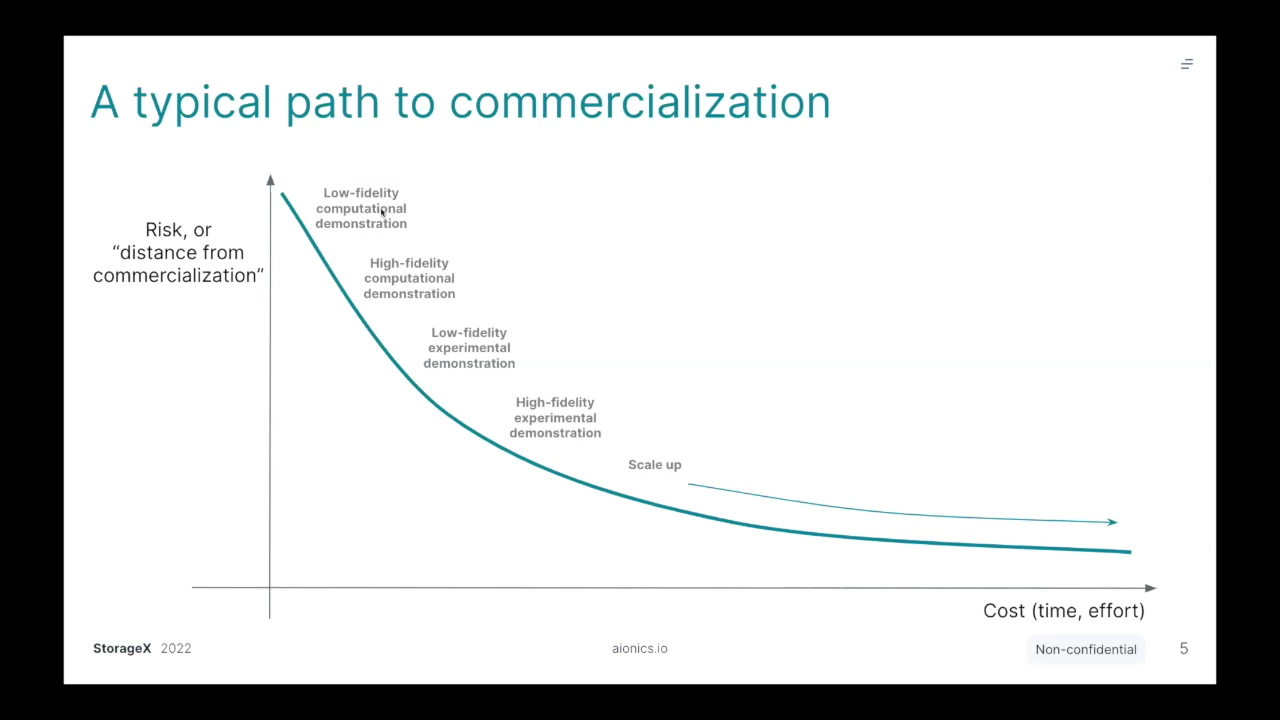 A typical path to commercialization
Risk, or
“distance from
commercialization”
Low-fidelity
computational
demonstration
High-fidelity
computational
demonstration
Low-fidelity
experimental
demonstration
High-fidelity
experimental
demonstration
Scale up
Cost (time, effort)
StorageX 2022
aionics.io
Non-confidential
5